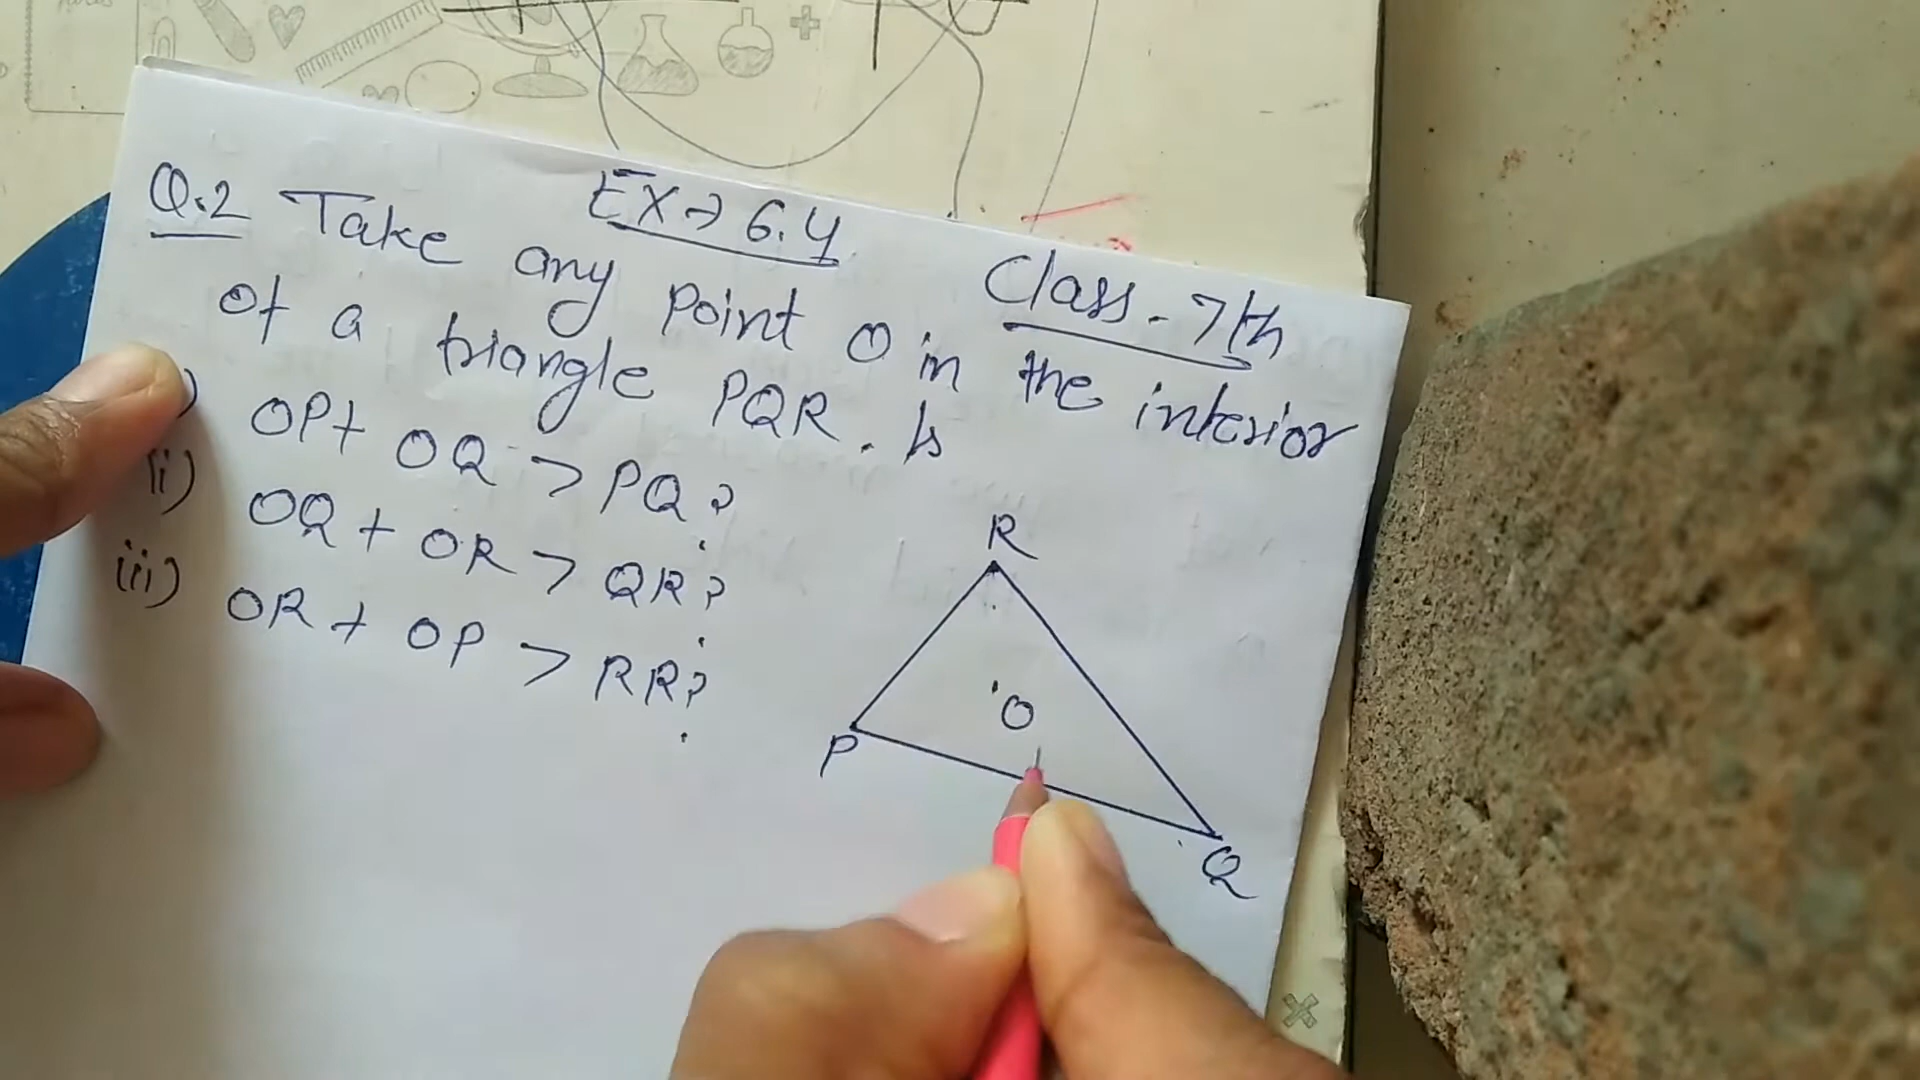 Ex → 6.4
Class - 7th
Q.2 Take any point O in the interior
of a triangle PQR. Is
) OP + OQ > PQ?
ii) OQ + OR > QR?
iii) OR + OP > RR?
R
O
P
Q